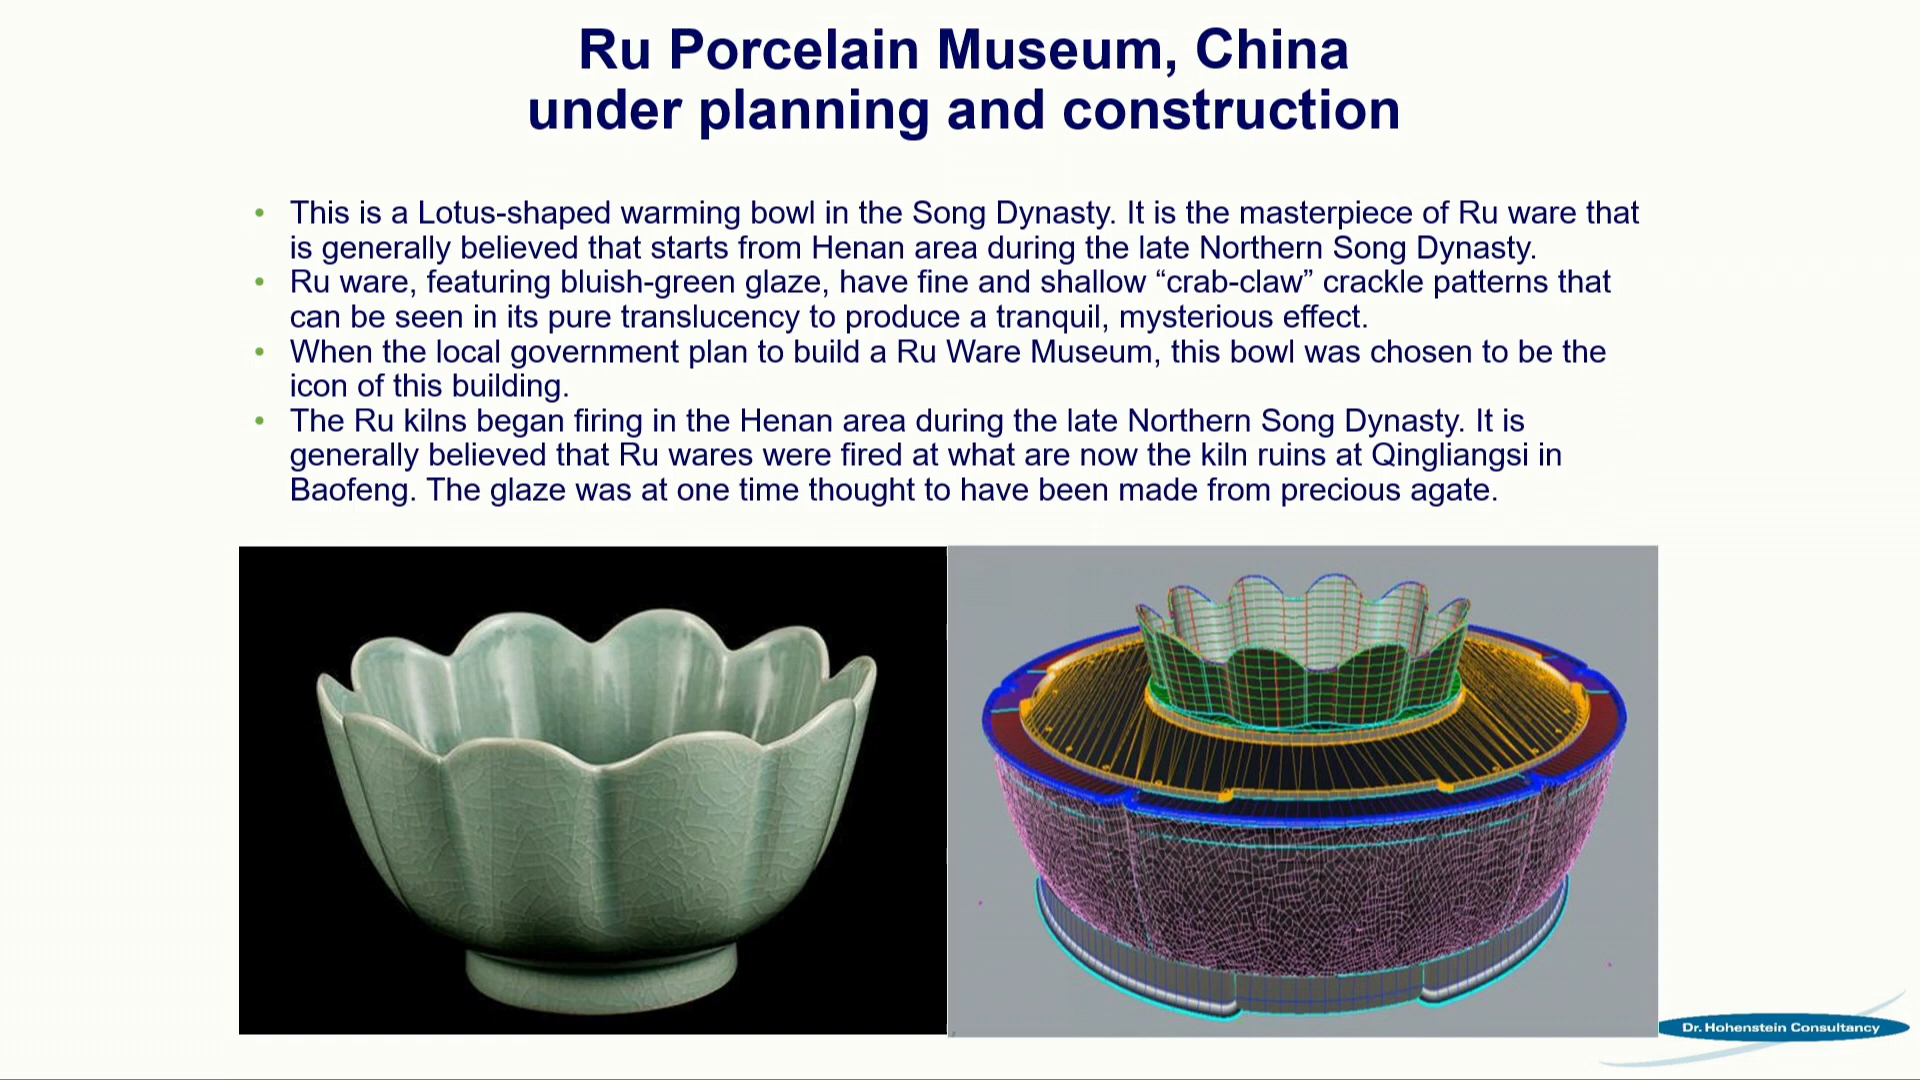 Ru Porcelain Museum, China
under planning and construction
• This is a Lotus-shaped warming bowl in the Song Dynasty. It is the masterpiece of Ru ware that
is generally believed that starts from Henan area during the late Northern Song Dynasty.
• Ru ware, featuring bluish-green glaze, have fine and shallow “crab-claw” crackle patterns that
can be seen in its pure translucency to produce a tranquil, mysterious effect.
• When the local government plan to build a Ru Ware Museum, this bowl was chosen to be the
icon of this building.
• The Ru kilns began firing in the Henan area during the late Northern Song Dynasty. It is
generally believed that Ru wares were fired at what are now the kiln ruins at Qingliangsi in
Baofeng. The glaze was at one time thought to have been made from precious agate.
Dr. Hohenstein Consultancy